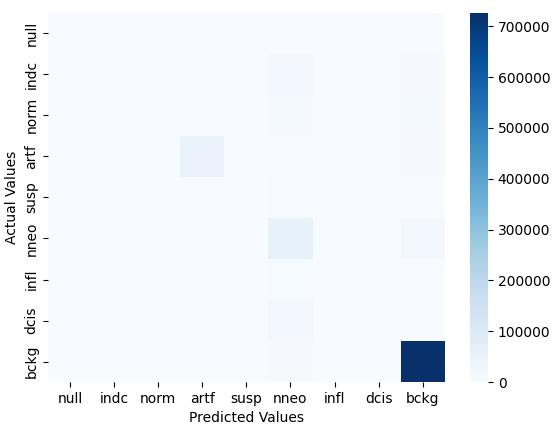 Actual Values
null
indc
norm
artf
susp
nneo
infl
dcis
bckg
null indc norm artf susp nneo infl dcis bckg
Predicted Values
700000
600000
500000
400000
300000
200000
100000
0